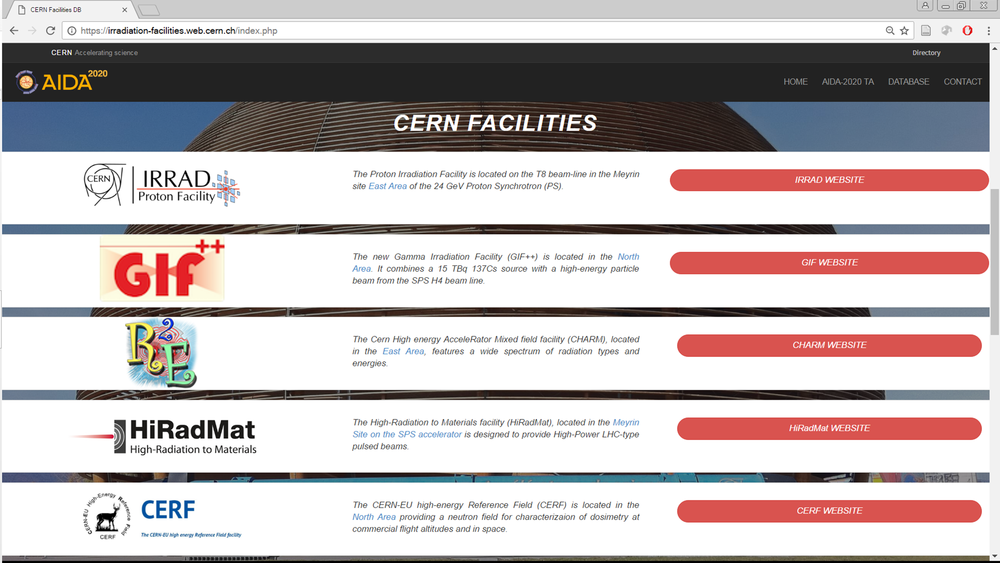 CERN Facilities DB
https://irradiation-facilities.web.cern.ch/index.php
CERN Accelerating science
Directory
AIDA 2020
HOME
AIDA-2020 TA
DATABASE
CONTACT
CERN FACILITIES
CERN
IRRAD
Proton Facility
The Proton Irradiation Facility is located on the T8 beam-line in the Meyrin
site East Area of the 24 GeV Proton Synchrotron (PS).
IRRAD WEBSITE
GIF++
The new Gamma Irradiation Facility (GIF++) is located in the North
Area. It combines a 15 TBq 137Cs source with a high-energy particle
beam from the SPS H4 beam line.
GIF WEBSITE
R2E
The Cern High energy AcceleRator Mixed field facility (CHARM), located
in the East Area, features a wide spectrum of radiation types and
energies.
CHARM WEBSITE
HiRadMat
High-Radiation to Materials
The High-Radiation to Materials facility (HiRadMat), located in the Meyrin
Site on the SPS accelerator is designed to provide High-Power LHC-type
pulsed beams.
HiRadMat WEBSITE
CERN-EU High-Energy Reference Field
CERF
CERF
The CERN-EU high energy Reference Field facility
The CERN-EU high-energy Reference Field (CERF) is located in the
North Area providing a neutron field for characterizaion of dosimetry at
commercial flight altitudes and in space.
CERF WEBSITE